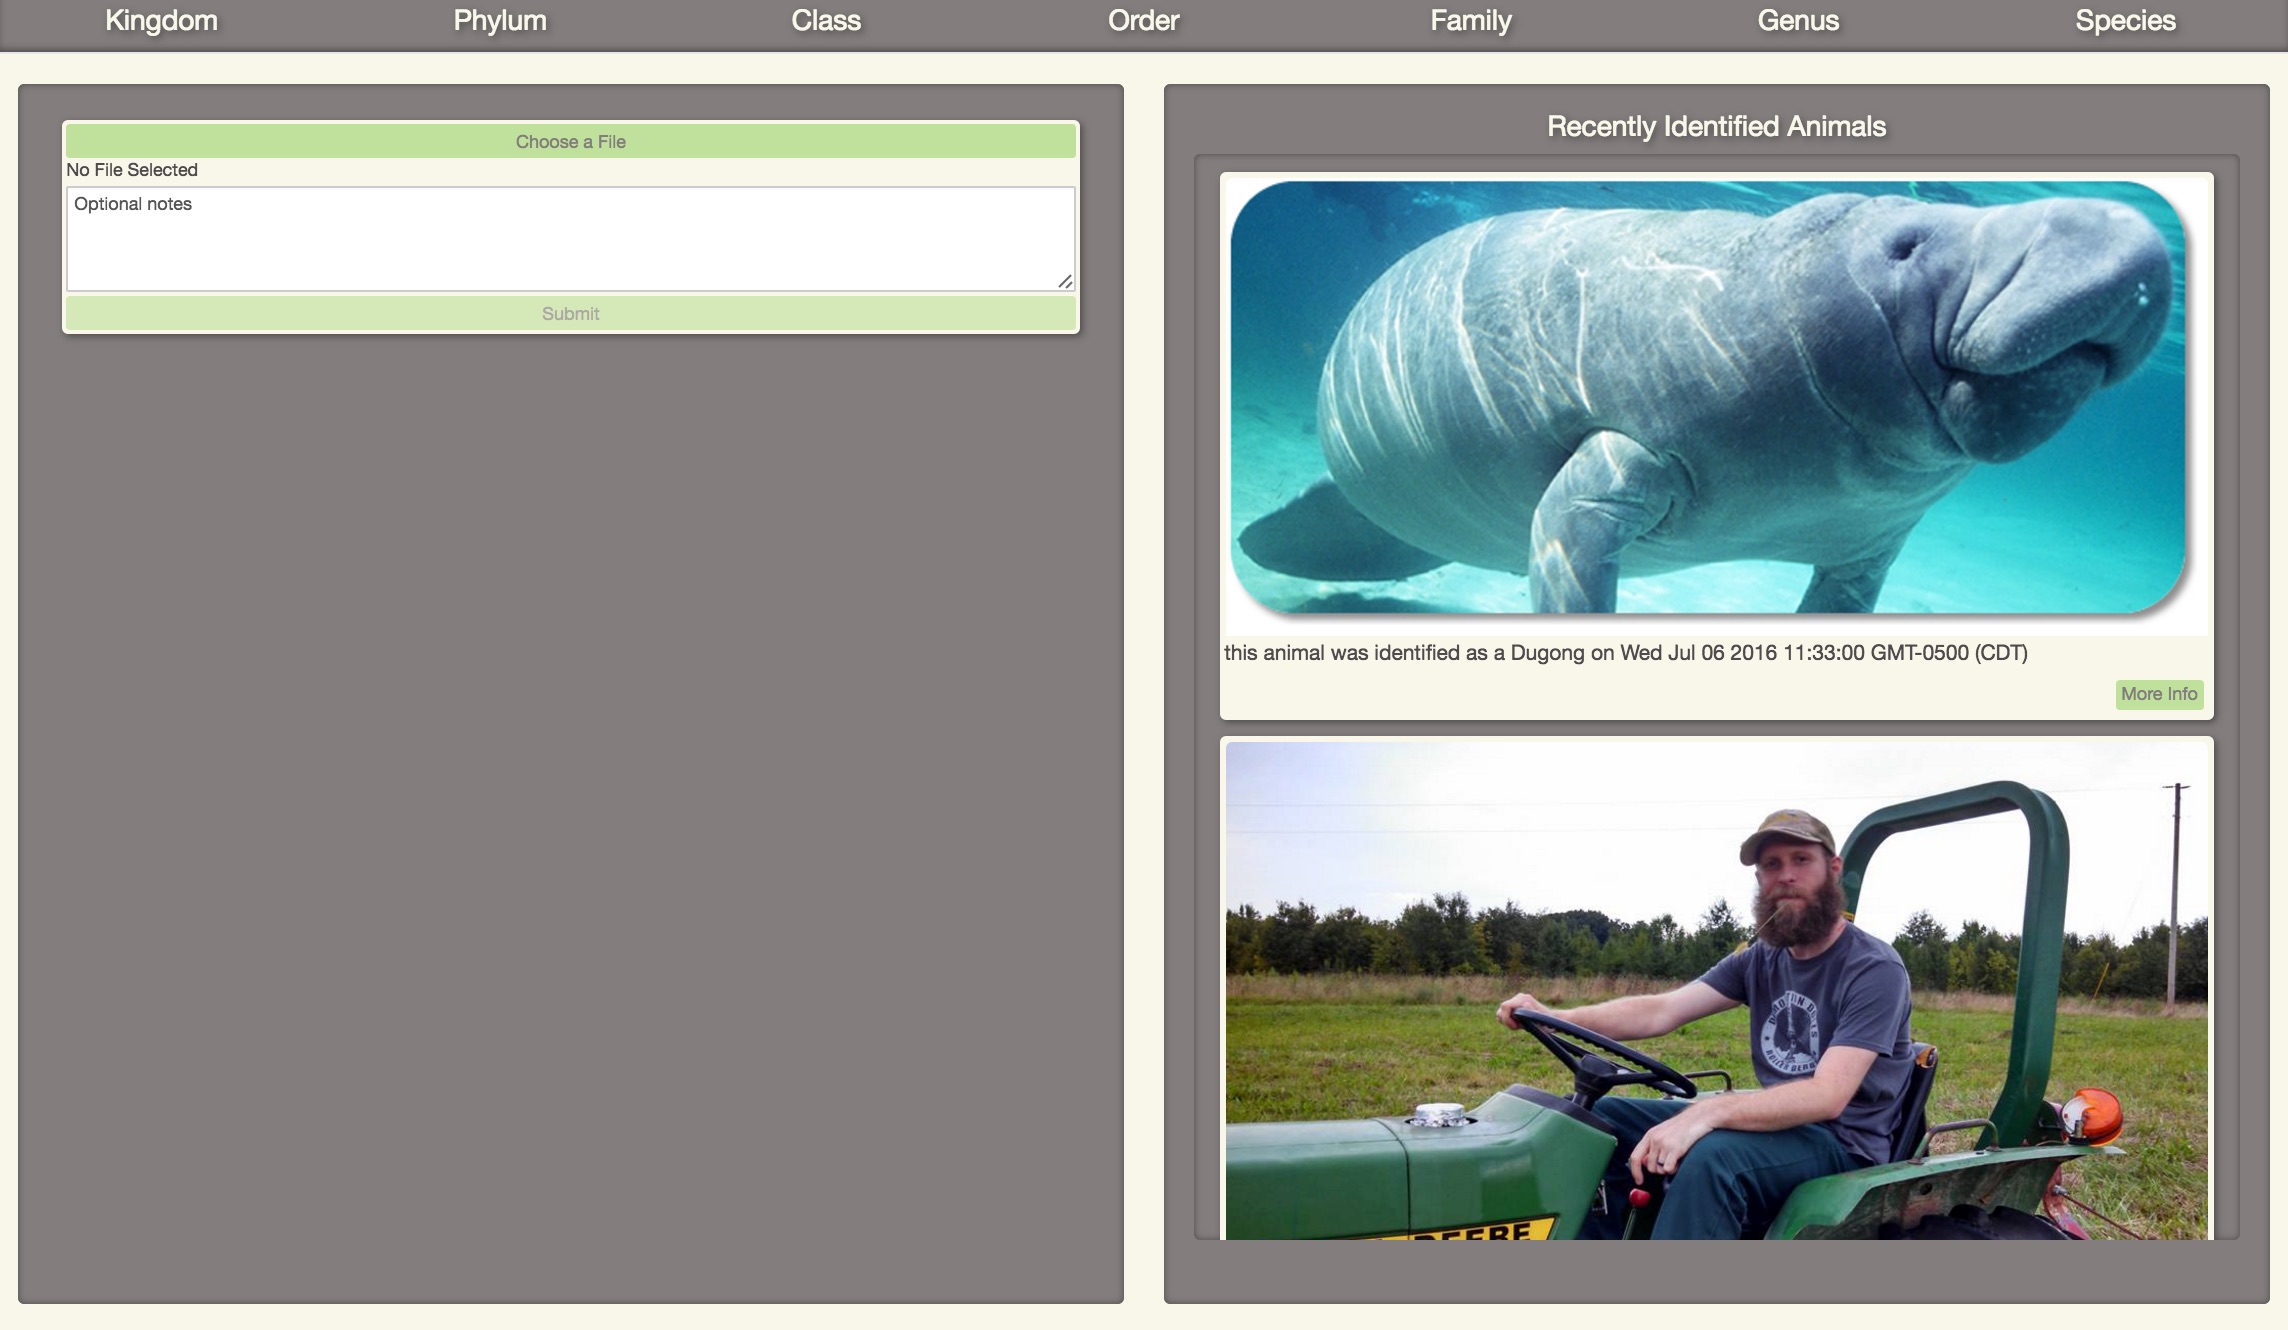 Kingdom Phylum Class Order Family Genus Species
Choose a File
No File Selected
Optional notes
Submit
Recently Identified Animals
this animal was identified as a Dugong on Wed Jul 06 2016 11:33:00 GMT-0500 (CDT)
More Info
DEERE